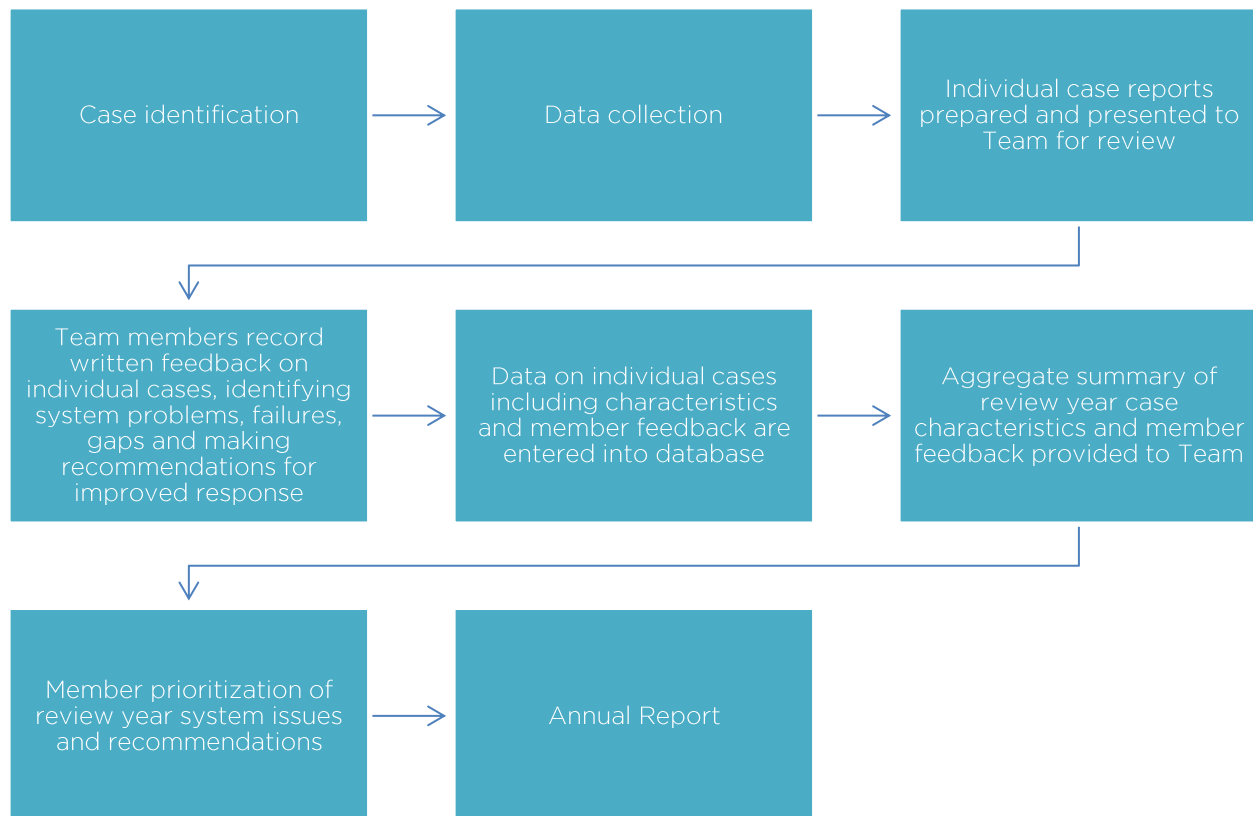 Case identification
Data collection
Individual case reports
prepared and presented to
Team for review
Team members record
written feedback on
individual cases, identifying
system problems, failures,
gaps and making
recommendations for
improved response
Data on individual cases
including characteristics
and member feedback are
entered into database
Aggregate summary of
review year case
characteristics and member
feedback provided to Team
Member prioritization of
review year system issues
and recommendations
Annual Report